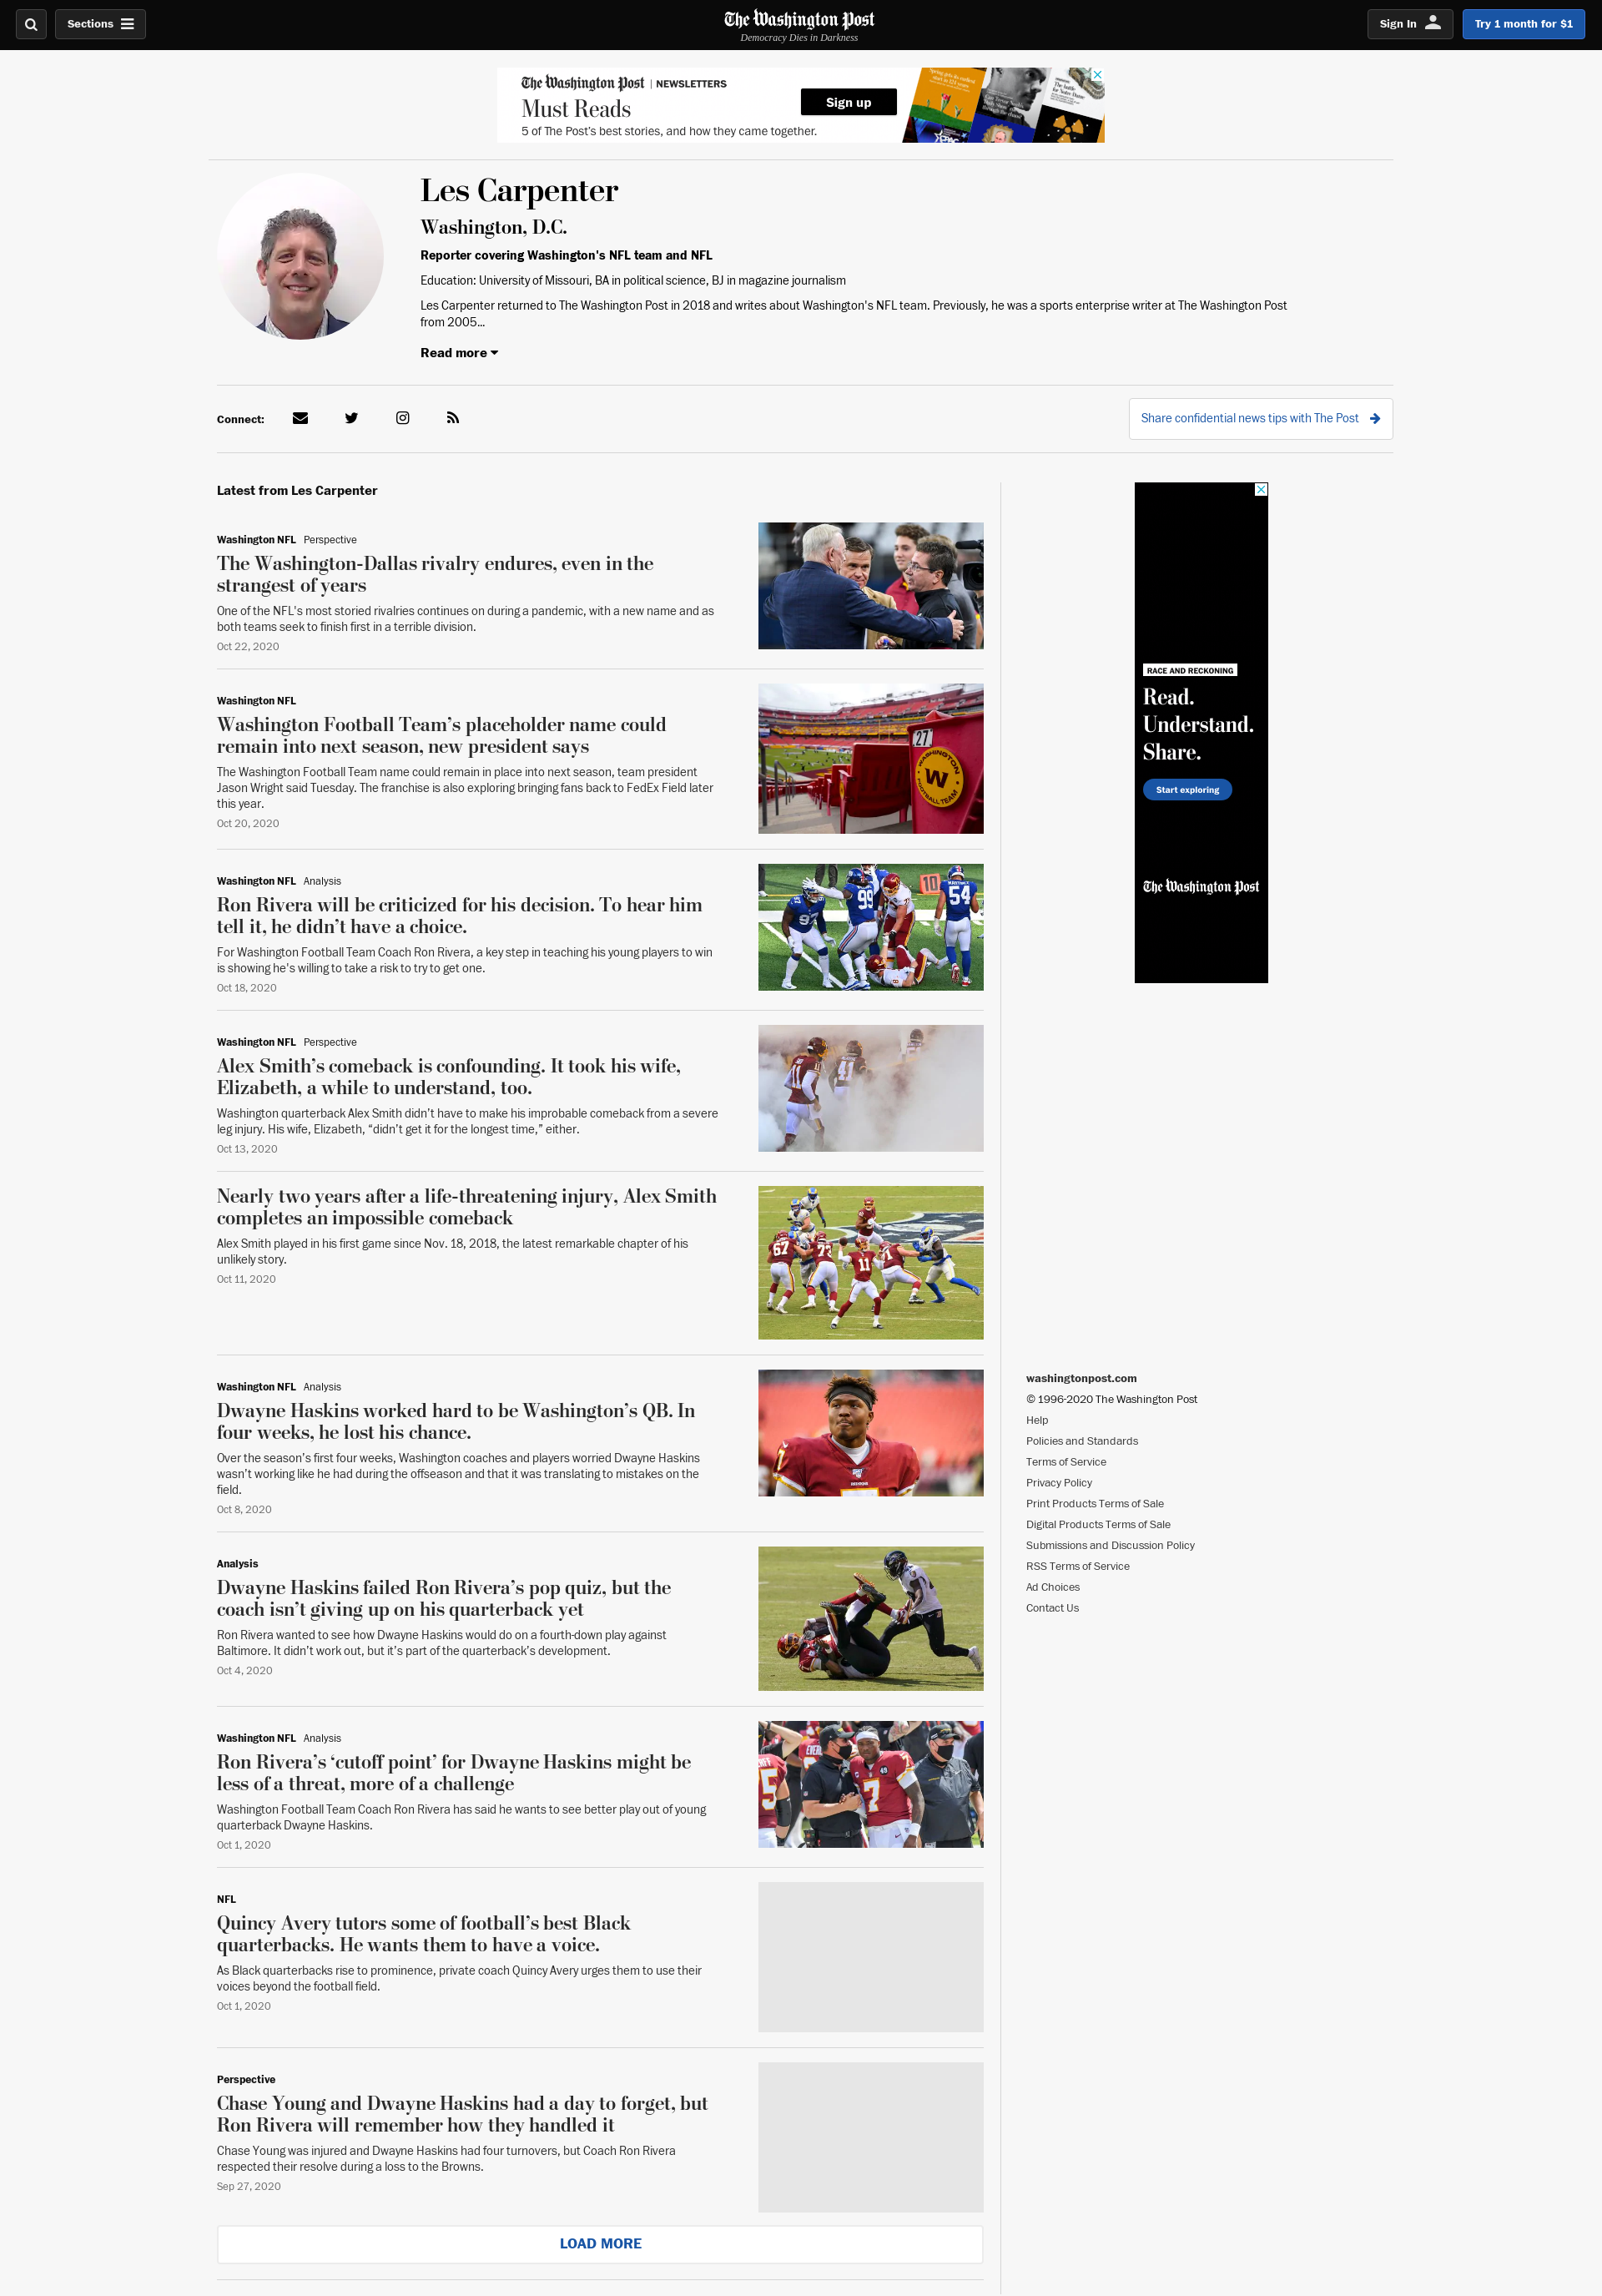 Sections
The Washington Post
Democracy Dies in Darkness
Sign In
Try 1 month for $1
The Washington Post | NEWSLETTERS
Must Reads
5 of The Post's best stories, and how they came together.
Sign up
Les Carpenter
Washington, D.C.
Reporter covering Washington's NFL team and NFL
Education: University of Missouri, BA in political science, BJ in magazine journalism
Les Carpenter returned to The Washington Post in 2018 and writes about Washington's NFL team. Previously, he was a sports enterprise writer at The Washington Post
from 2005...
Read more
Connect:
Share confidential news tips with The Post
Latest from Les Carpenter
Washington NFL Perspective
The Washington-Dallas rivalry endures, even in the
strangest of years
One of the NFL's most storied rivalries continues on during a pandemic, with a new name and as
both teams seek to finish first in a terrible division.
Oct 22, 2020
Washington NFL
Washington Football Team’s placeholder name could
remain into next season, new president says
The Washington Football Team name could remain in place into next season, team president
Jason Wright said Tuesday. The franchise is also exploring bringing fans back to FedEx Field later
this year.
Oct 20, 2020
27
WASHINGTON
W
FOOTBALL TEAM
Washington NFL Analysis
Ron Rivera will be criticized for his decision. To hear him
tell it, he didn’t have a choice.
For Washington Football Team Coach Ron Rivera, a key step in teaching his young players to win
is showing he's willing to take a risk to try to get one.
Oct 18, 2020
97
99
10
54
Washington NFL Perspective
Alex Smith’s comeback is confounding. It took his wife,
Elizabeth, a while to understand, too.
Washington quarterback Alex Smith didn’t have to make his improbable comeback from a severe
leg injury. His wife, Elizabeth, “didn’t get it for the longest time,” either.
Oct 13, 2020
11
41
Nearly two years after a life-threatening injury, Alex Smith
completes an impossible comeback
Alex Smith played in his first game since Nov. 18, 2018, the latest remarkable chapter of his
unlikely story.
Oct 11, 2020
67
73
11
Washington NFL Analysis
Dwayne Haskins worked hard to be Washington’s QB. In
four weeks, he lost his chance.
Over the season’s first four weeks, Washington coaches and players worried Dwayne Haskins
wasn’t working like he had during the offseason and that it was translating to mistakes on the
field.
Oct 8, 2020
Analysis
Dwayne Haskins failed Ron Rivera’s pop quiz, but the
coach isn’t giving up on his quarterback yet
Ron Rivera wanted to see how Dwayne Haskins would do on a fourth-down play against
Baltimore. It didn’t work out, but it’s part of the quarterback’s development.
Oct 4, 2020
Washington NFL Analysis
Ron Rivera’s ‘cutoff point’ for Dwayne Haskins might be
less of a threat, more of a challenge
Washington Football Team Coach Ron Rivera has said he wants to see better play out of young
quarterback Dwayne Haskins.
Oct 1, 2020
7
49
NFL
Quincy Avery tutors some of football’s best Black
quarterbacks. He wants them to have a voice.
As Black quarterbacks rise to prominence, private coach Quincy Avery urges them to use their
voices beyond the football field.
Oct 1, 2020
Perspective
Chase Young and Dwayne Haskins had a day to forget, but
Ron Rivera will remember how they handled it
Chase Young was injured and Dwayne Haskins had four turnovers, but Coach Ron Rivera
respected their resolve during a loss to the Browns.
Sep 27, 2020
LOAD MORE
RACE AND RECKONING
Read.
Understand.
Share.
Start exploring
The Washington Post
washingtonpost.com
© 1996-2020 The Washington Post
Help
Policies and Standards
Terms of Service
Privacy Policy
Print Products Terms of Sale
Digital Products Terms of Sale
Submissions and Discussion Policy
RSS Terms of Service
Ad Choices
Contact Us